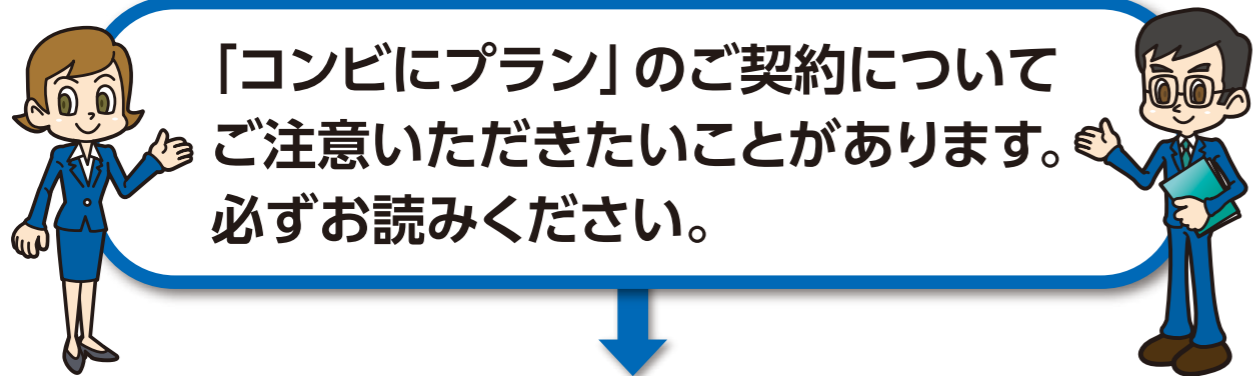 「コンビにプラン」のご契約について
ご注意いただきたいことがあります。
必ずお読みください。